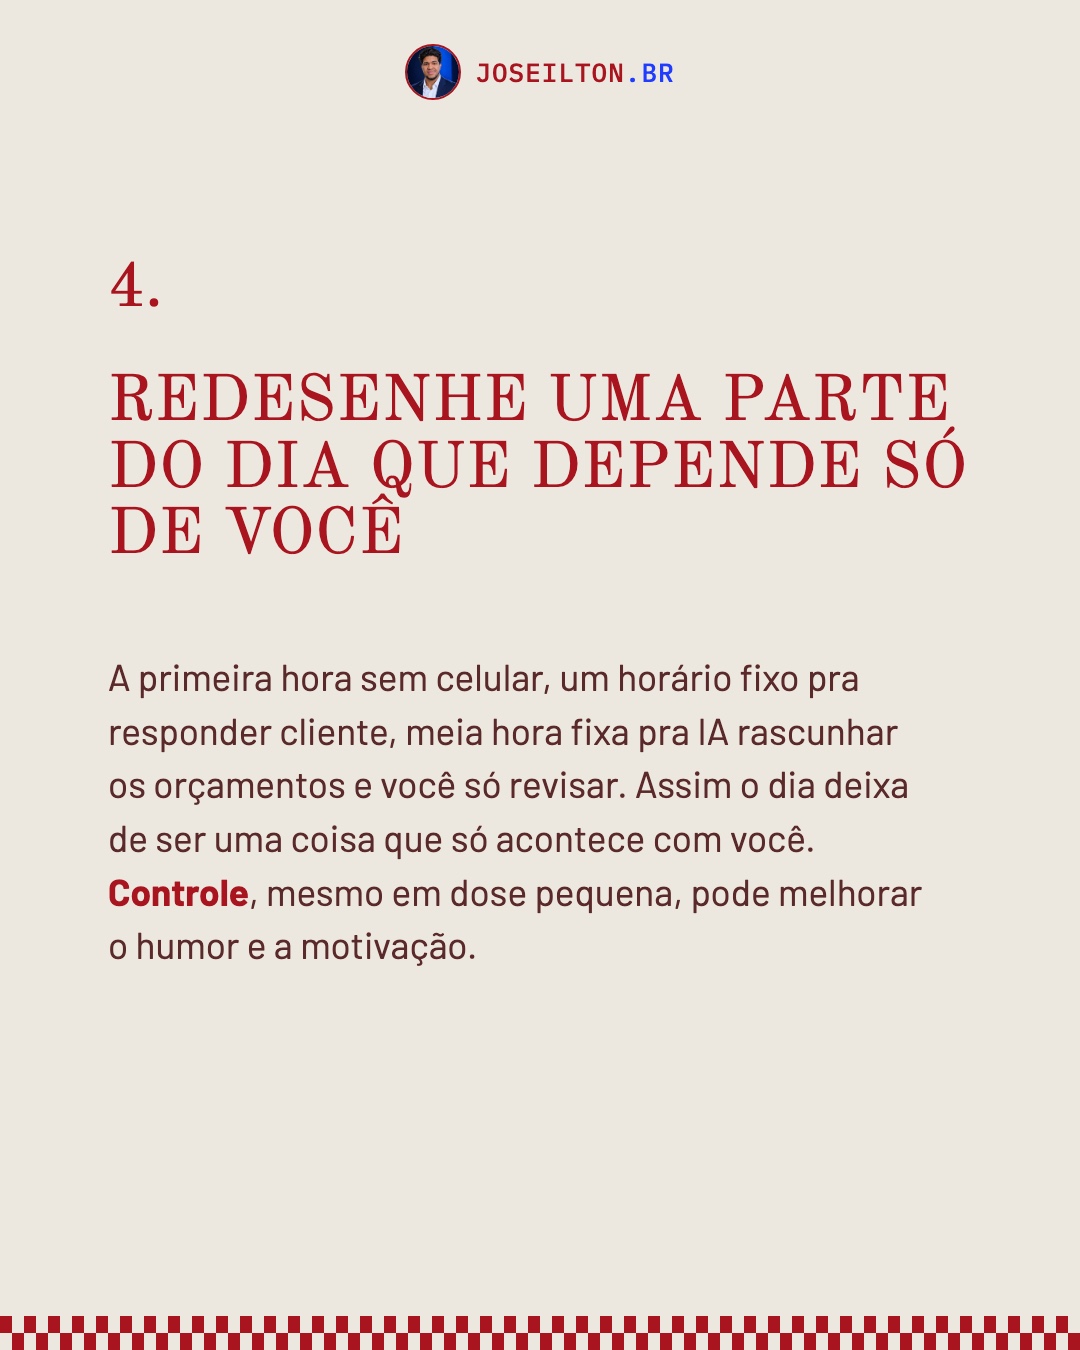 JOSEILTON.BR
4.
REDESENHE UMA PARTE
DO DIA QUE DEPENDE SÓ
DE VOCÊ
A primeira hora sem celular, um horário fixo pra
responder cliente, meia hora fixa pra IA rascunhar
os orçamentos e você só revisar. Assim o dia deixa
de ser uma coisa que só acontece com você.
Controle, mesmo em dose pequena, pode melhorar
o humor e a motivação.